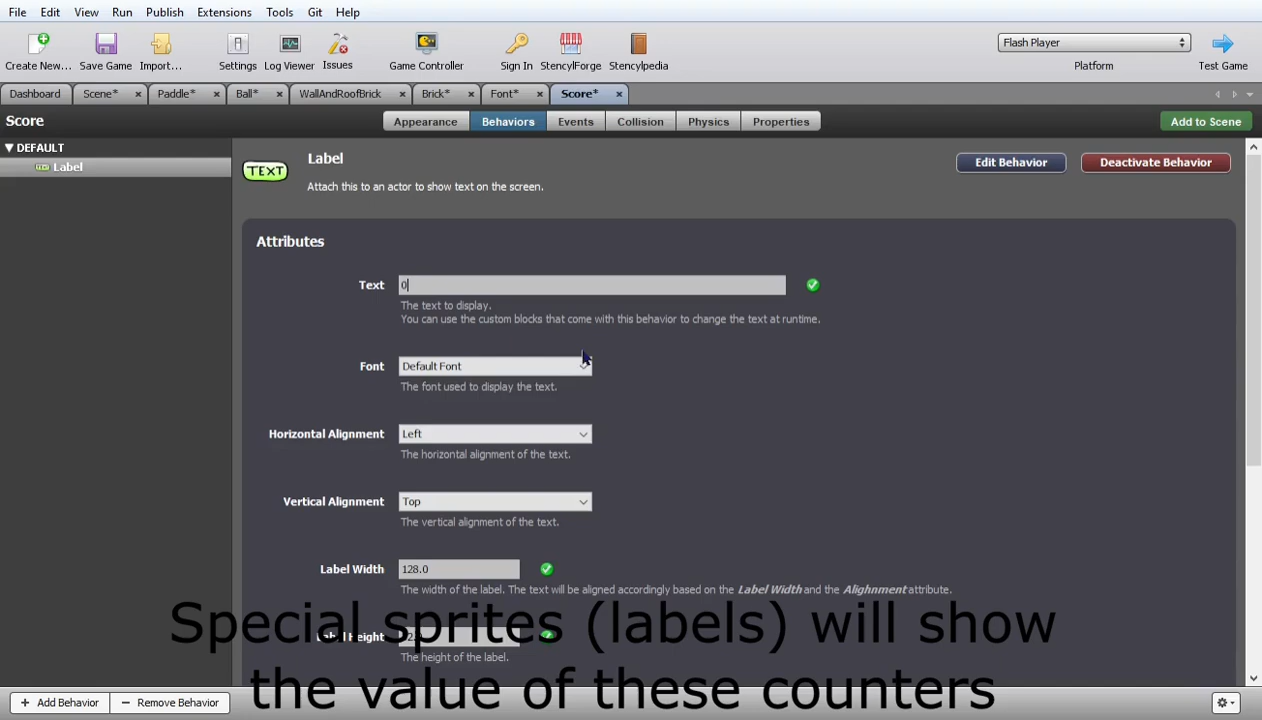 File Edit View Run Publish Extensions Tools Git Help
Create New... Save Game Import... Settings Log Viewer Issues Game Controller Sign In StencylForge Stencylpedia Flash Player Platform Test Game
Dashboard Scene* Paddle* Ball* WallAndRoofBrick Brick* Font* Score*
Score Appearance Behaviors Events Collision Physics Properties Add to Scene
DEFAULT
Label
TEXT
Label
Attach this to an actor to show text on the screen.
Edit Behavior Deactivate Behavior
Attributes
Text 0
The text to display.
You can use the custom blocks that come with this behavior to change the text at runtime.
Font Default Font
The font used to display the text.
Horizontal Alignment Left
The horizontal alignment of the text.
Vertical Alignment Top
The vertical alignment of the text.
Label Width 128.0
The width of the label. The text will be aligned accordingly based on the Label Width and the Alighnment attribute.
Label Height
The height of the label.
Special sprites (labels) will show
the value of these counters
+ Add Behavior − Remove Behavior